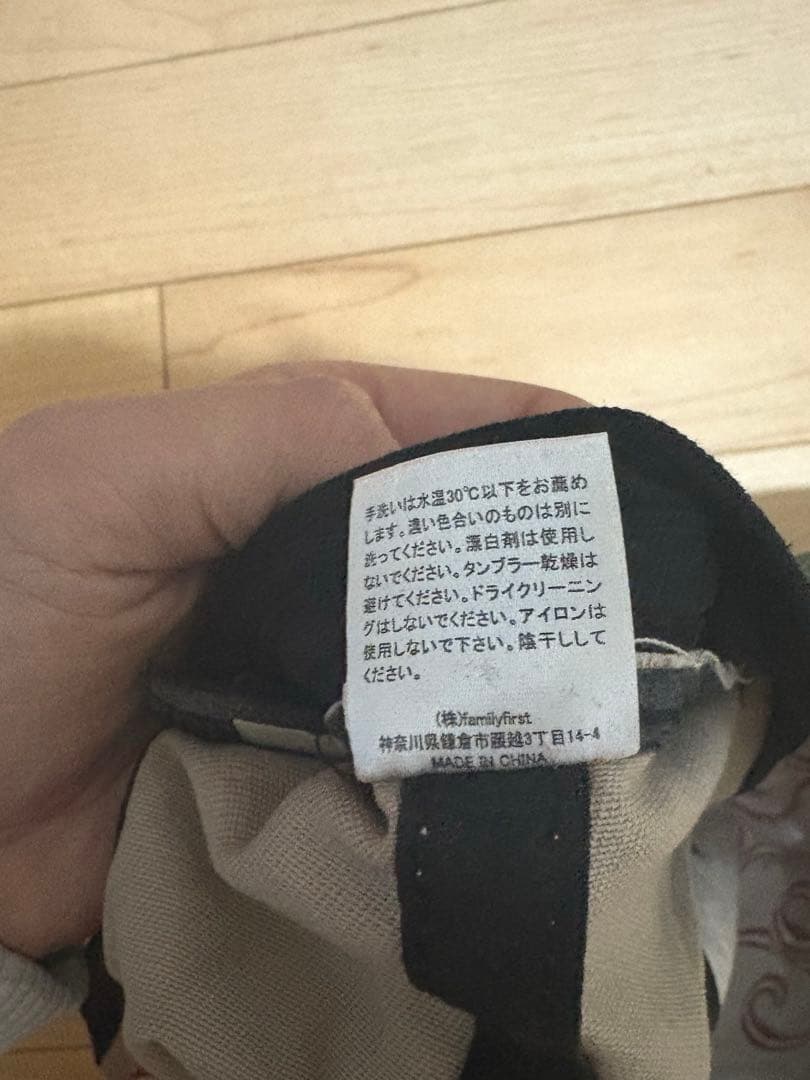 手洗いは水温30℃以下をお薦め
します。濃い色合いのものは別に
洗ってください。漂白剤は使用し
ないでください。タンブラー乾燥は
避けてください。ドライクリーニン
グはしないでください。アイロンは
使用しないで下さい。陰干しして
ください。
(株)familyfirst
神奈川県鎌倉市腰越3丁目14-4
MADE IN CHINA